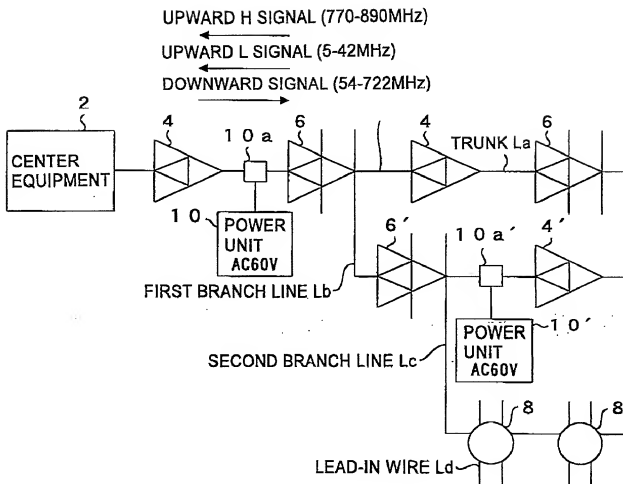 UPWARD H SIGNAL (770-890MHz)
UPWARD L SIGNAL (5-42MHz)
DOWNWARD SIGNAL (54-722MHz)
2
4
10a
6
4
6
TRUNK La
CENTER
EQUIPMENT
10
POWER
UNIT
AC60V
6′
10a′
4′
FIRST BRANCH LINE Lb
POWER
UNIT
AC60V
10′
SECOND BRANCH LINE Lc
8
8
LEAD-IN WIRE Ld